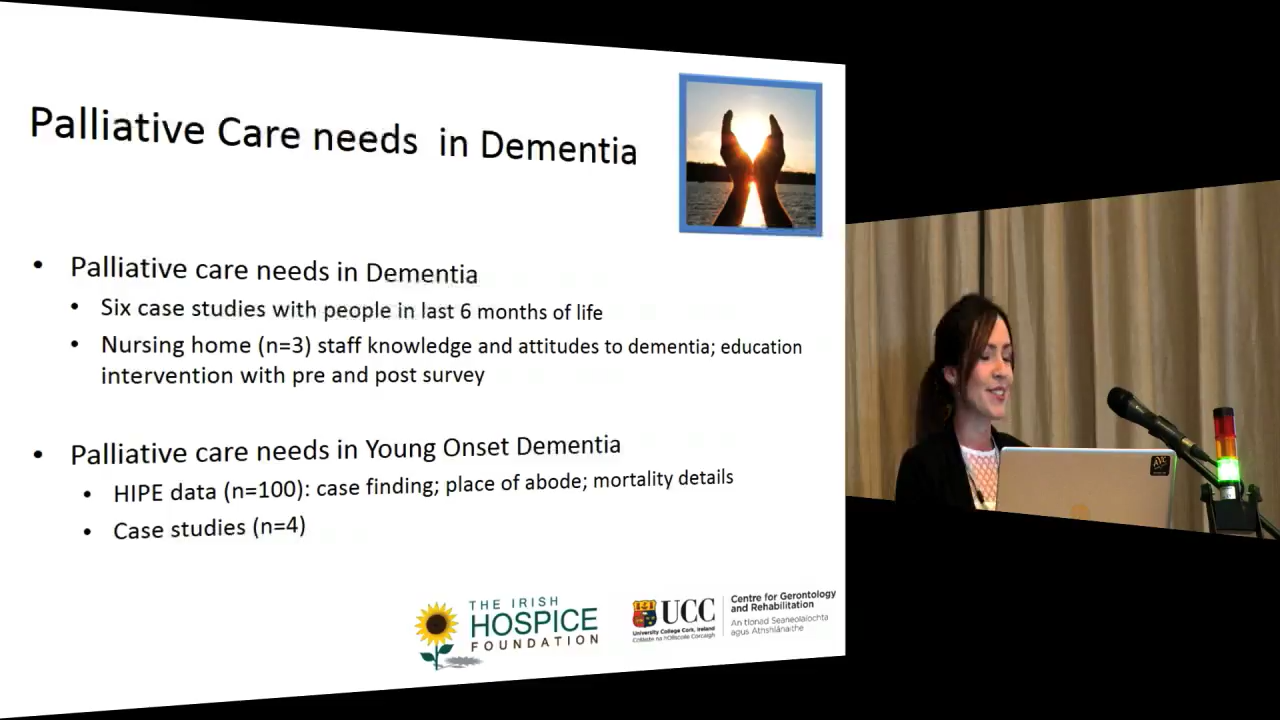 Palliative Care needs in Dementia
• Palliative care needs in Dementia
• Six case studies with people in last 6 months of life
• Nursing home (n=3) staff knowledge and attitudes to dementia; education
intervention with pre and post survey
• Palliative care needs in Young Onset Dementia
• HIPE data (n=100): case finding; place of abode; mortality details
• Case studies (n=4)
THE IRISH
HOSPICE
FOUNDATION
UCC
University College Cork, Ireland
Coláiste na hOllscoile Corcaigh
Centre for Gerontology
and Rehabilitation
An tIonad Seaneolaíochta
agus Athshlánaithe
AVC